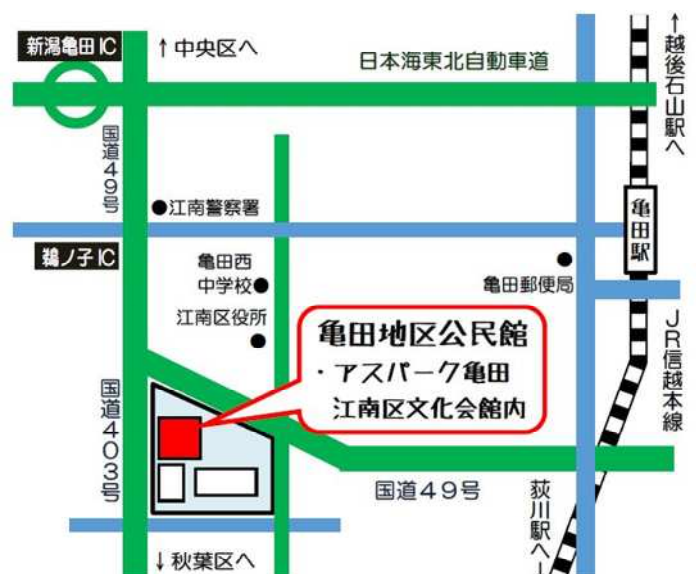 新潟亀田IC
↑中央区へ
日本海東北自動車道
↑越後石山駅へ
国道49号
●江南警察署
亀田駅
鵜ノ子IC
亀田西
中学校●
亀田郵便局
江南区役所
亀田地区公民館
・アスパーク亀田
江南区文化会館内
JR信越本線
国道403号
国道49号
荻川駅へ↓
↓秋葉区へ